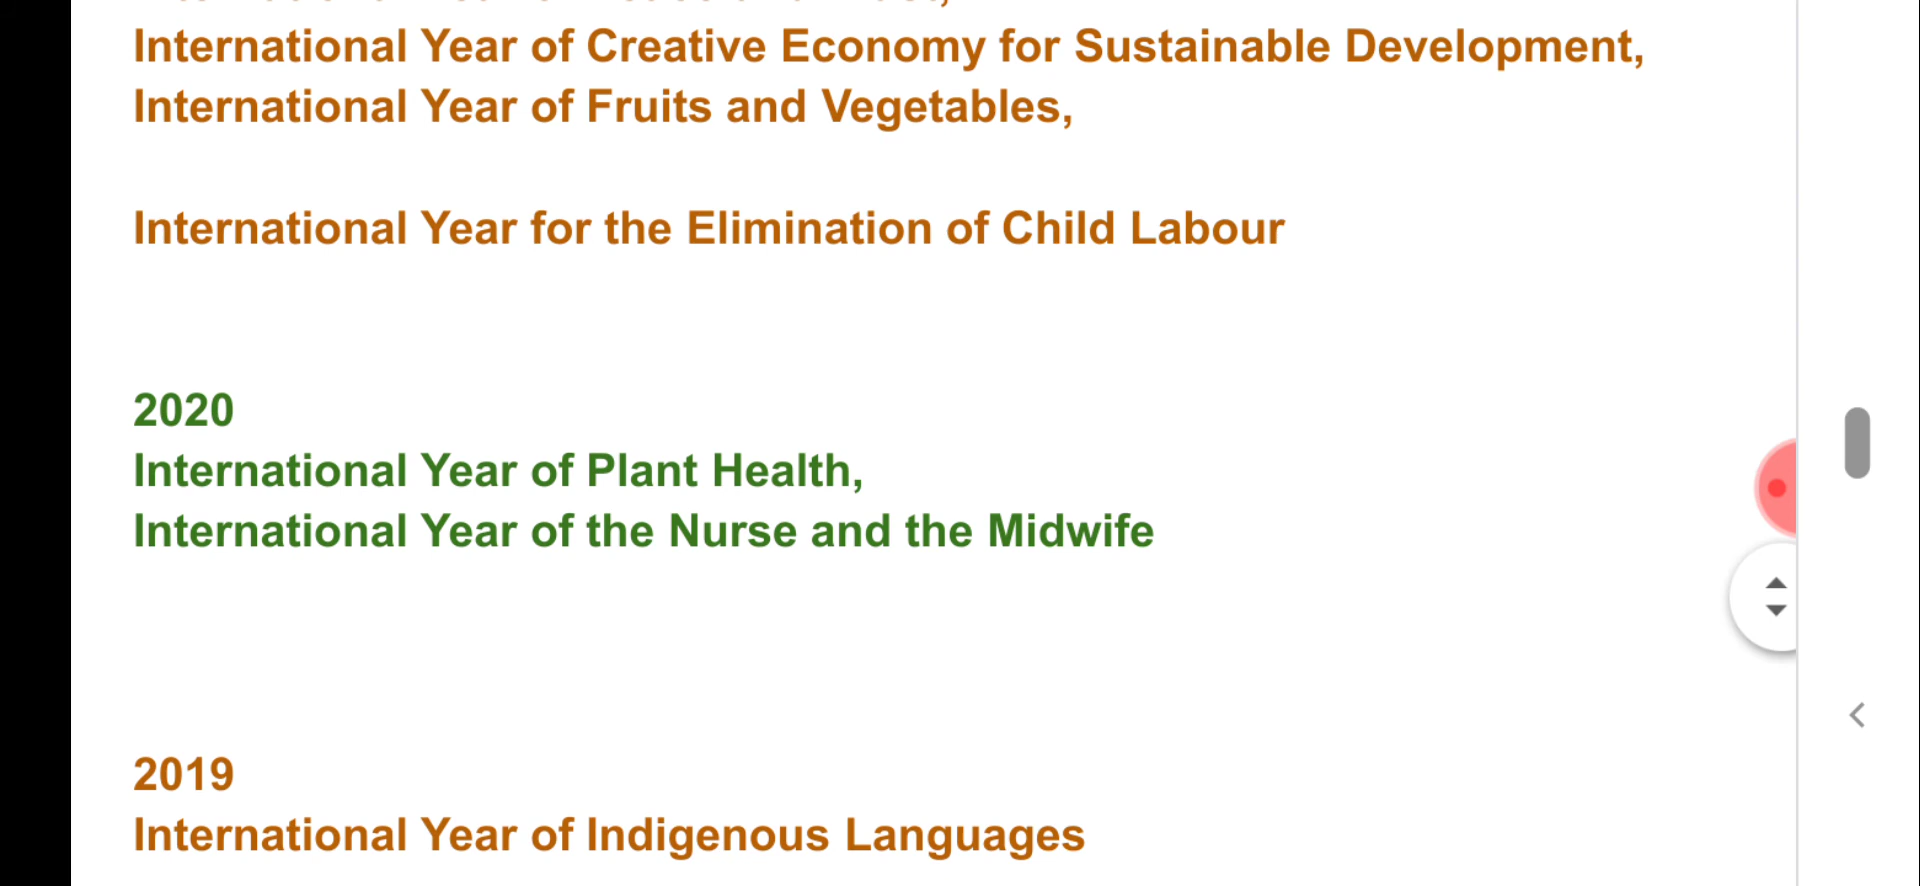 International Year of Creative Economy for Sustainable Development,
International Year of Fruits and Vegetables,
International Year for the Elimination of Child Labour
2020
International Year of Plant Health,
International Year of the Nurse and the Midwife
2019
International Year of Indigenous Languages